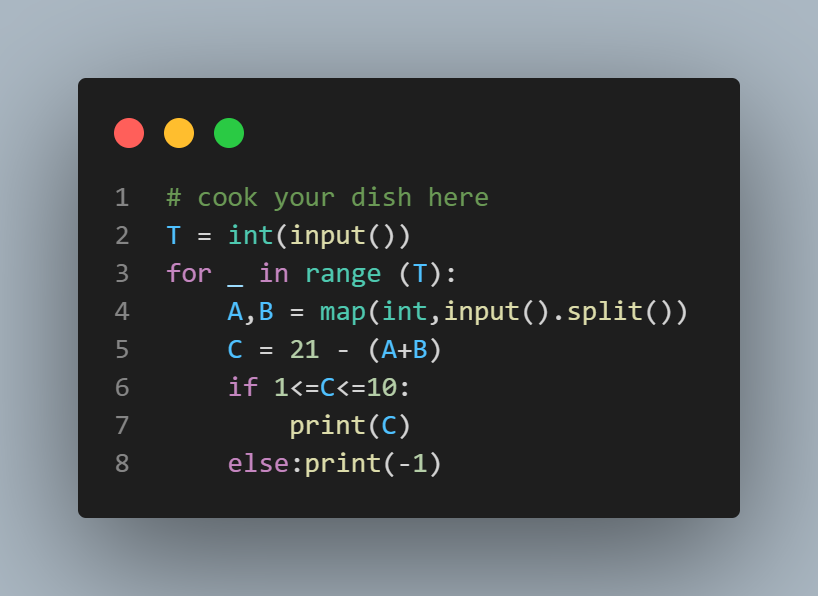 1 # cook your dish here
2 T = int(input())
3 for _ in range (T):
4     A,B = map(int,input().split())
5     C = 21 - (A+B)
6     if 1<=C<=10:
7         print(C)
8     else:print(-1)